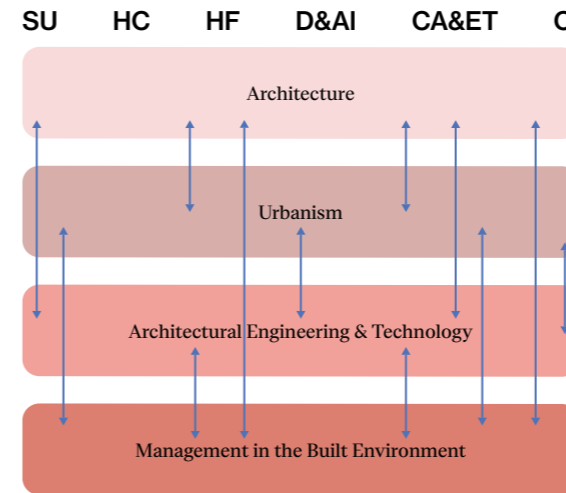 SU HC HF D&AI CA&ET
Architecture
Urbanism
Architectural Engineering & Technology
Management in the Built Environment